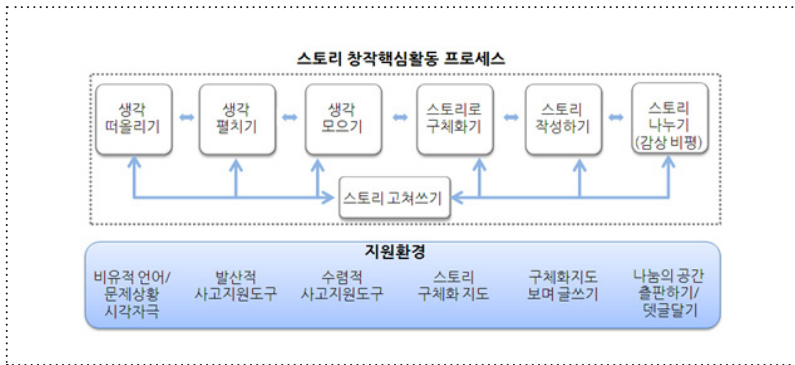 스토리 창작핵심활동 프로세스
생각
떠올리기
생각
펼치기
생각
모으기
스토리로
구체화기
스토리
작성하기
스토리
나누기
(감상 비평)
스토리 고쳐쓰기
지원환경
비유적 언어/
문제상황
시각자극
발산적
사고지원도구
수렴적
사고지원도구
스토리
구체화 지도
구체화지도
보며 글쓰기
나눔의 공간
출판하기/
뎃글달기